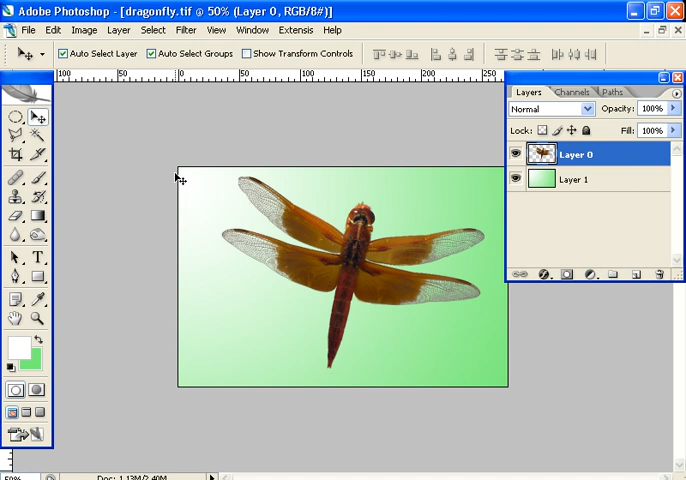 Adobe Photoshop - [dragonfly.tif @ 50% (Layer 0, RGB/8#)]
File Edit Image Layer Select Filter View Window Extensis Help
Auto Select Layer Auto Select Groups Show Transform Controls
100 50 0 50 100 150 200 250
Layers Channels Paths
Normal Opacity: 100%
Lock: Fill: 100%
Layer 0
Layer 1
T
50% Doc: 1.13M/2.40M